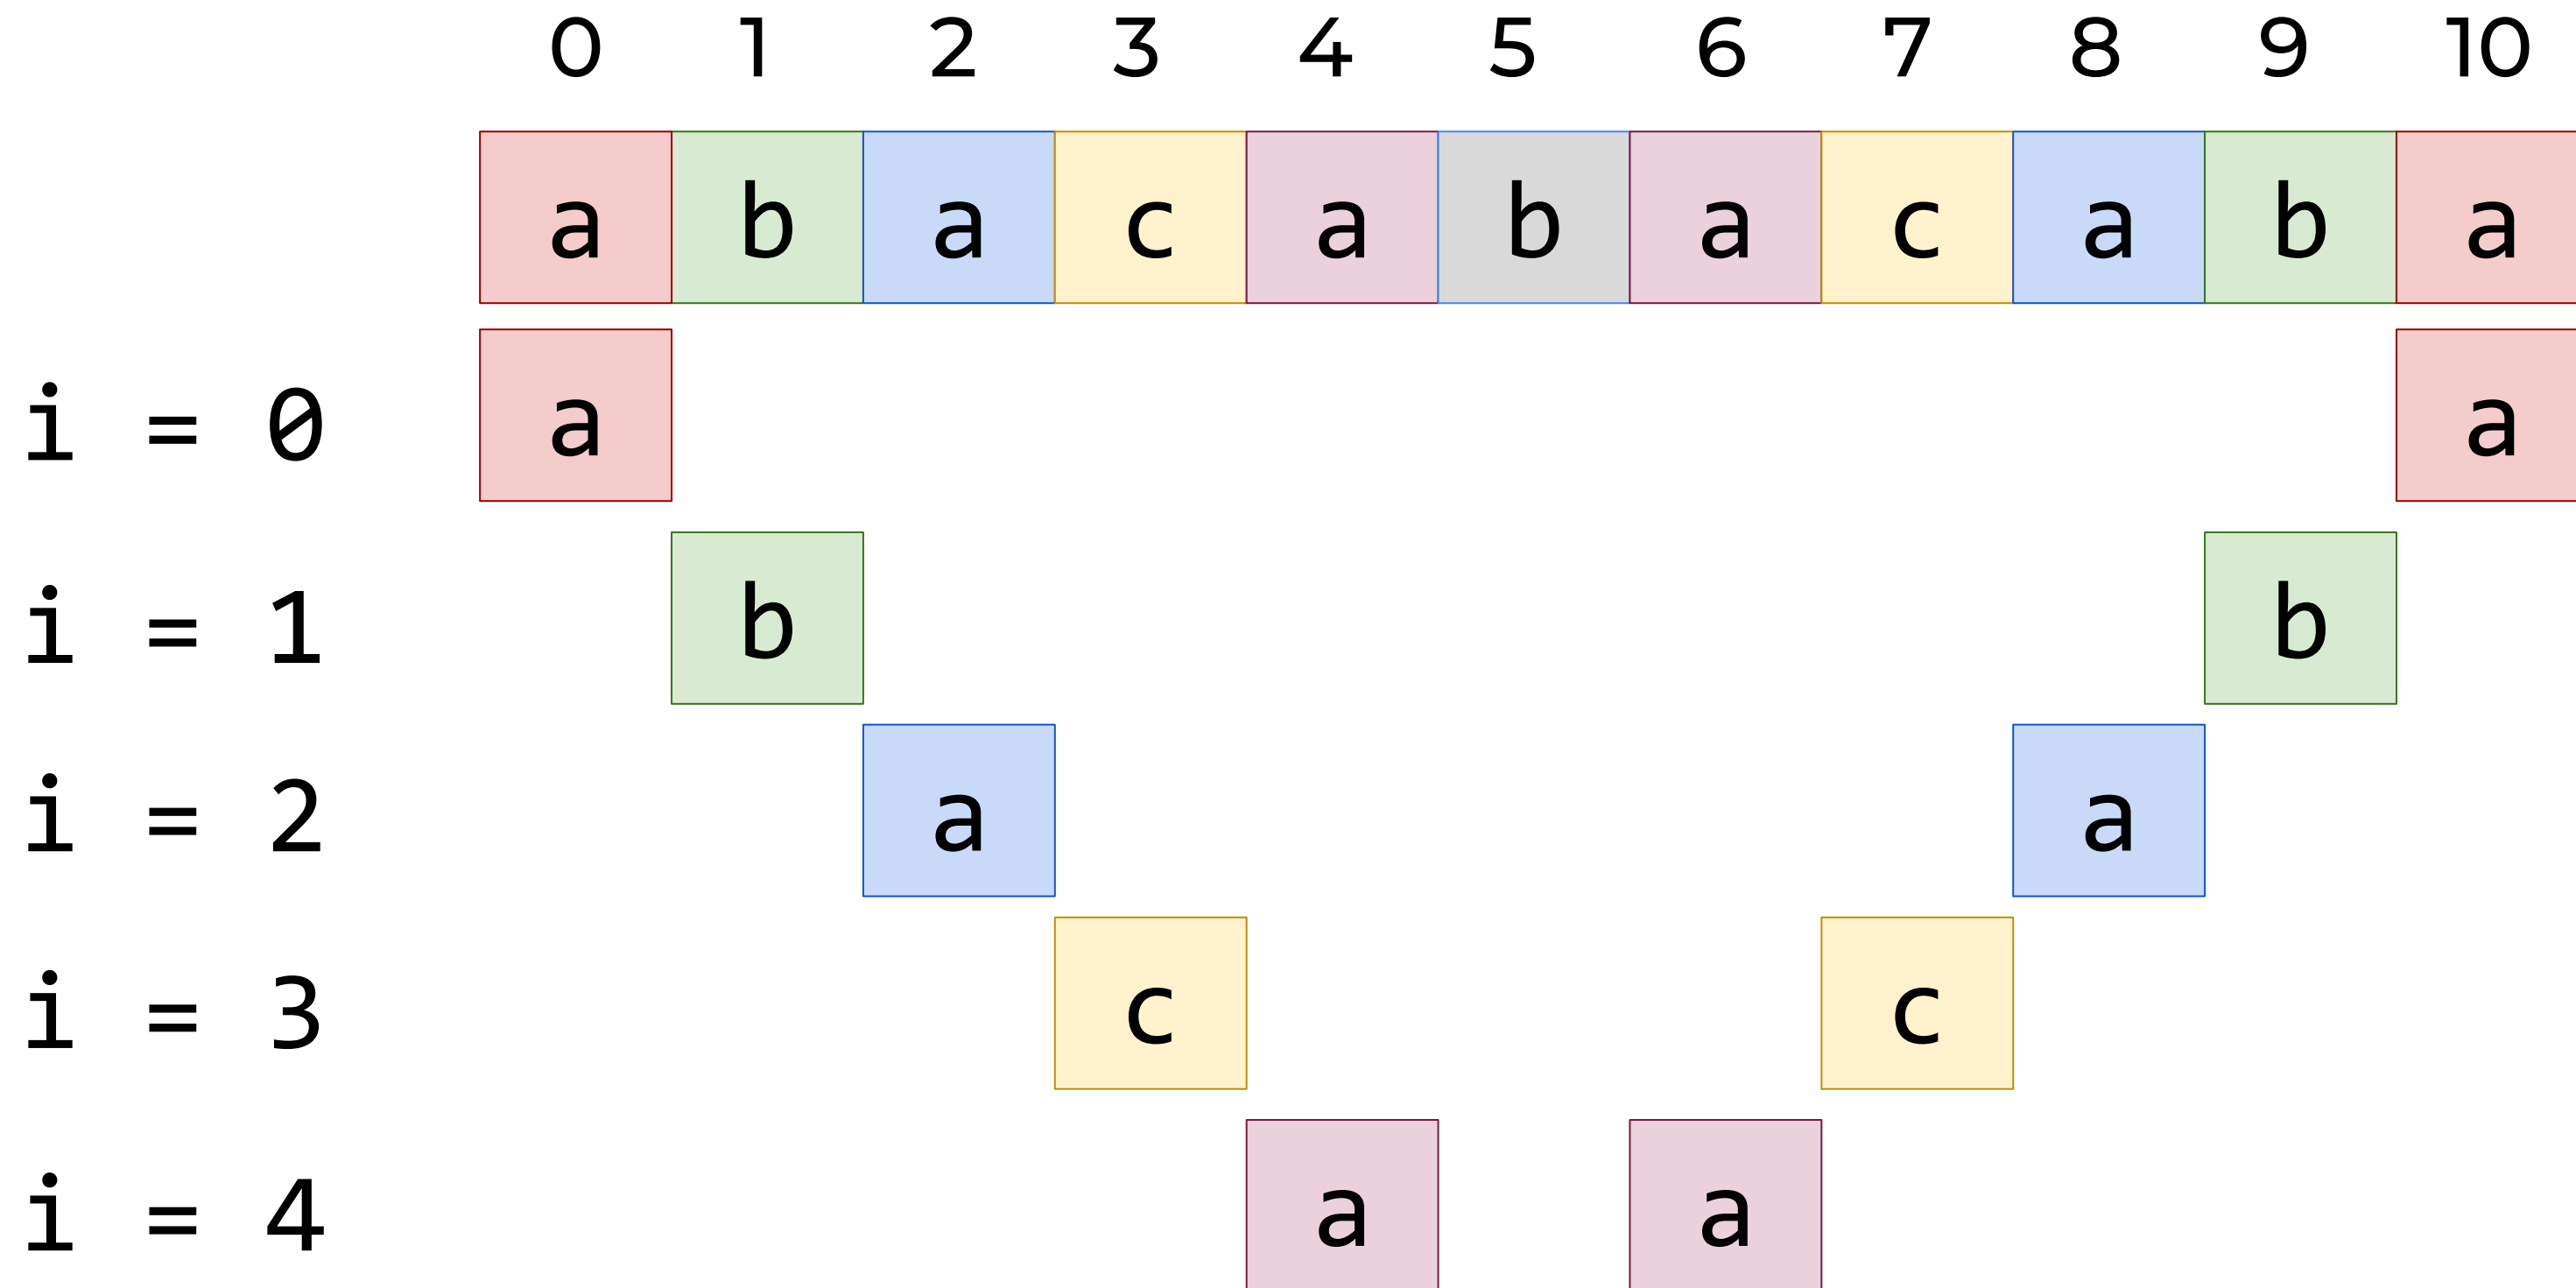 0 1 2 3 4 5 6 7 8 9 10
a b a c a b a c a b a
i = 0 a a
i = 1 b b
i = 2 a a
i = 3 c c
i = 4 a a